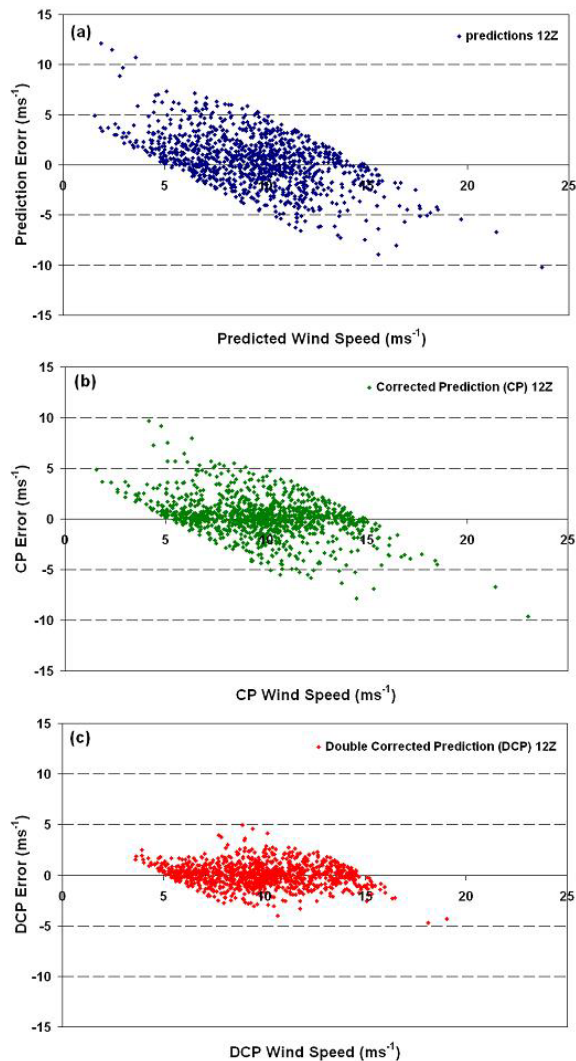 (a)
predictions 12Z
15
10
5
0
-5
-10
-15
0 5 10 15 20 25
Prediction Erorr (ms-1)
Predicted Wind Speed (ms-1)
(b)
Corrected Prediction (CP) 12Z
15
10
5
0
-5
-10
-15
0 5 10 15 20 25
CP Error (ms-1)
CP Wind Speed (ms-1)
(c)
Double Corrected Prediction (DCP) 12Z
15
10
5
0
-5
-10
-15
0 5 10 15 20 25
DCP Error (ms-1)
DCP Wind Speed (ms-1)